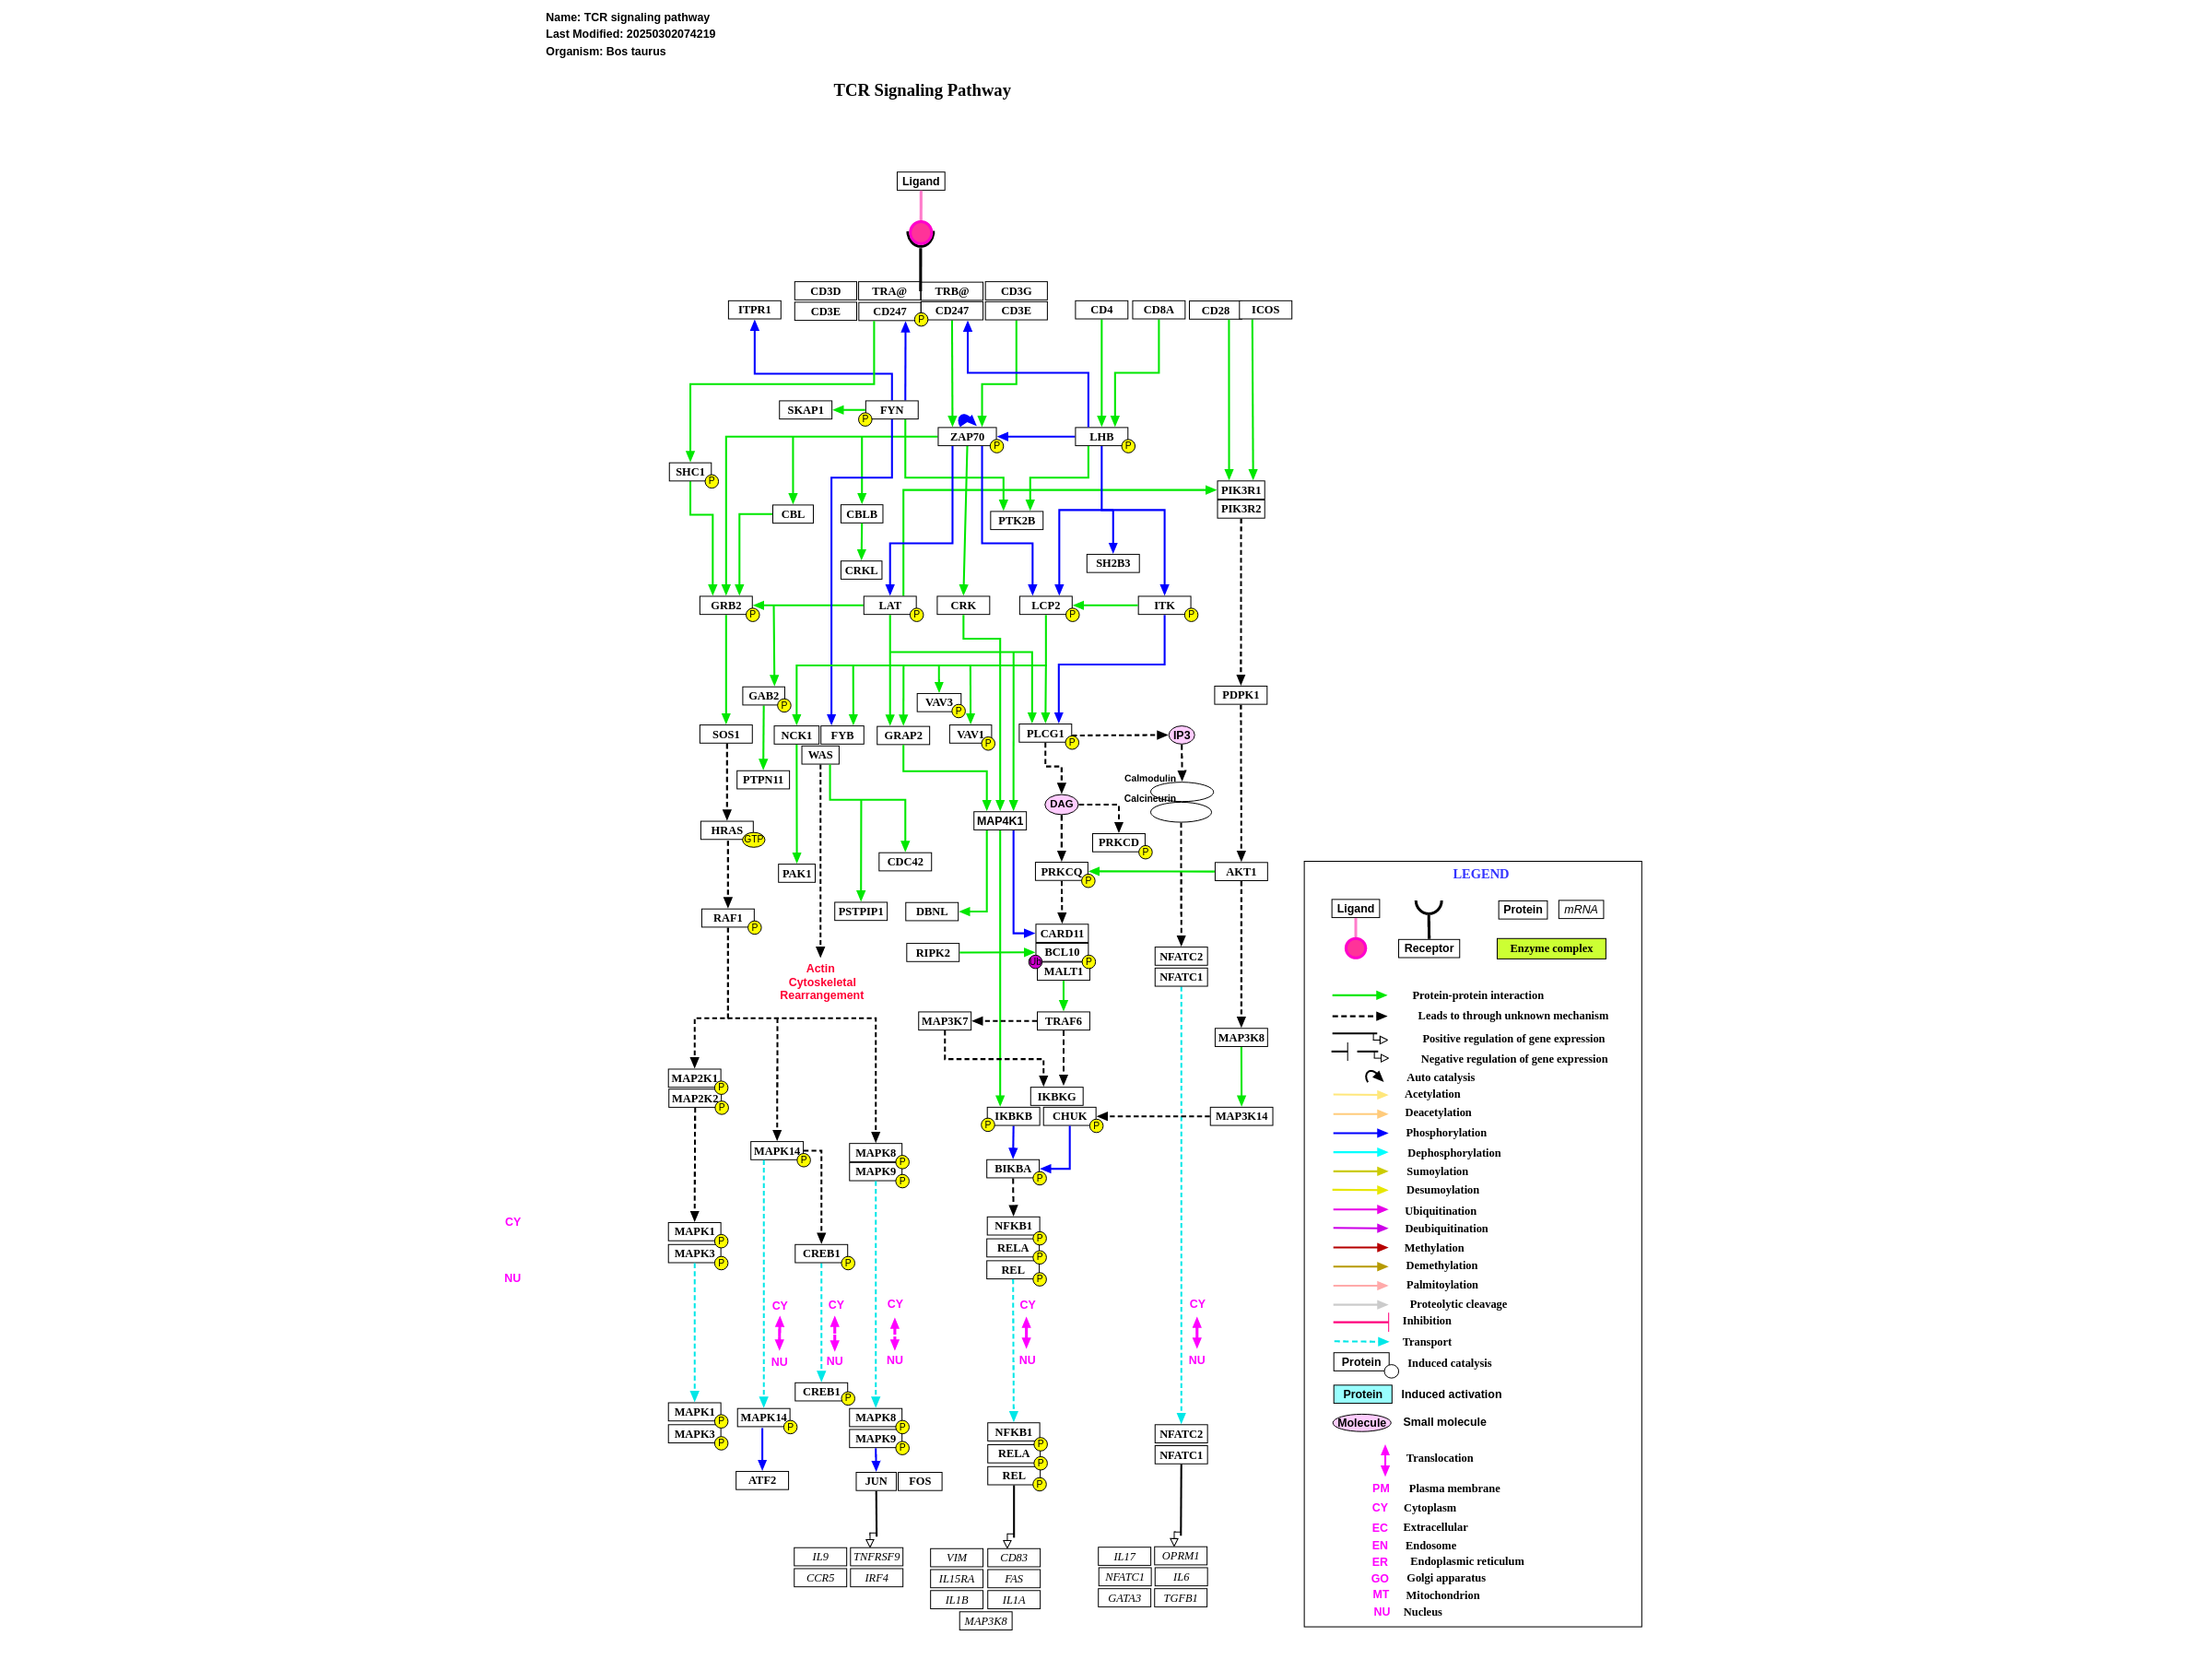 Name: TCR signaling pathway
Last Modified: 20250302074219
Organism: Bos taurus
TCR Signaling Pathway
Ligand
CD3D TRA@ TRB@ CD3G
ITPR1 CD3E CD247 P CD247 CD3E CD4 CD8A CD28 ICOS
SKAP1 FYN P
ZAP70 P LHB P
SHC1 P
PIK3R1
PIK3R2
CBL CBLB PTK2B
CRKL SH2B3
GRB2 P LAT P CRK LCP2 P ITK P
GAB2 P VAV3 P PDPK1
SOS1 NCK1 FYB GRAP2 VAV1 P PLCG1 P IP3
WAS
PTPN11 Calmodulin
DAG Calcineurin
HRAS GTP MAP4K1
PRKCD P
PAK1 CDC42 PRKCQ P AKT1
RAF1 P PSTPIP1 DBNL
CARD11
RIPK2 BCL10 NFATC2
Ub P
MALT1 NFATC1
Actin
Cytoskeletal
Rearrangement
MAP3K7 TRAF6 MAP3K8
MAP2K1 P
MAP2K2 P
IKBKG
IKBKB P CHUK P MAP3K14
MAPK14 P MAPK8 P
MAPK9 P
BIKBA P
CY
MAPK1 P NFKB1 P
MAPK3 P CREB1 P RELA P
REL P
NU
CY CY CY CY CY
NU NU NU NU NU
CREB1 P
MAPK1 P MAPK14 P MAPK8 P
MAPK3 P MAPK9 P
NFKB1 P NFATC2
RELA P NFATC1
REL P
ATF2 JUN FOS
IL9 TNFRSF9 VIM CD83 IL17 OPRM1
CCR5 IRF4 IL15RA FAS NFATC1 IL6
IL1B IL1A GATA3 TGFB1
MAP3K8
LEGEND
Ligand Protein mRNA
Receptor Enzyme complex
Protein-protein interaction
Leads to through unknown mechanism
Positive regulation of gene expression
Negative regulation of gene expression
Auto catalysis
Acetylation
Deacetylation
Phosphorylation
Dephosphorylation
Sumoylation
Desumoylation
Ubiquitination
Deubiquitination
Methylation
Demethylation
Palmitoylation
Proteolytic cleavage
Inhibition
Transport
Protein Induced catalysis
Protein Induced activation
Molecule Small molecule
Translocation
PM Plasma membrane
CY Cytoplasm
EC Extracellular
EN Endosome
ER Endoplasmic reticulum
GO Golgi apparatus
MT Mitochondrion
NU Nucleus